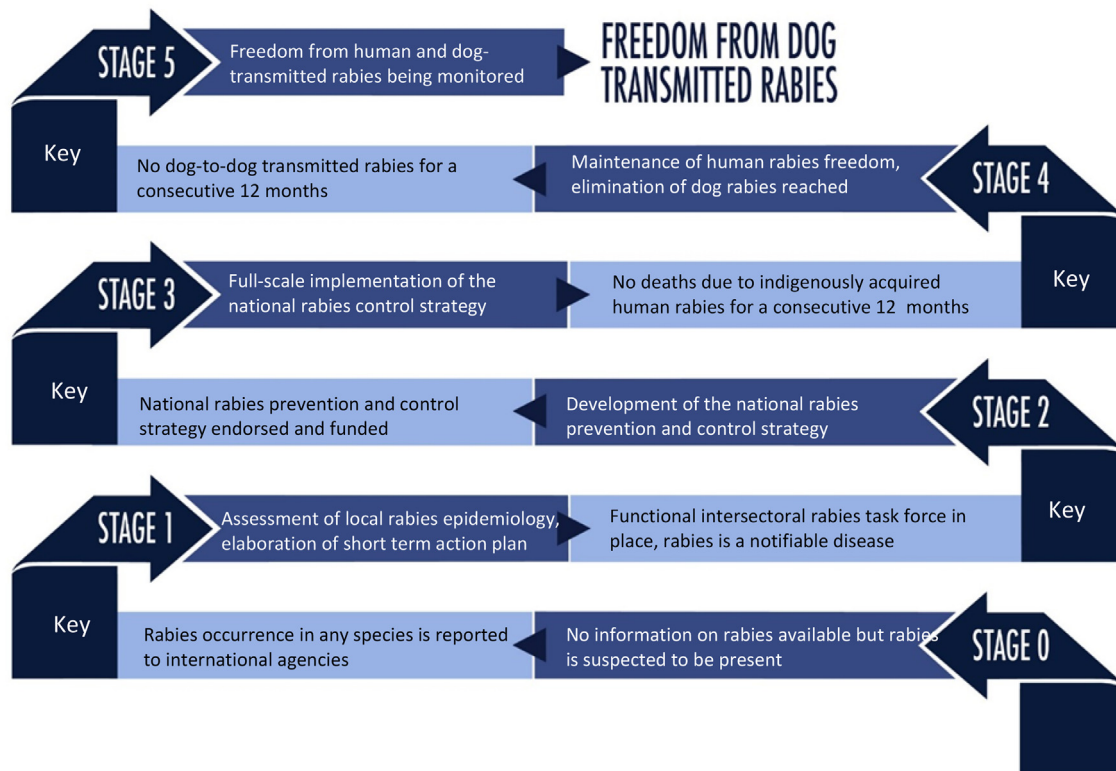 STAGE 5
Freedom from human and dog-
transmitted rabies being monitored
FREEDOM FROM DOG
TRANSMITTED RABIES
Key
No dog-to-dog transmitted rabies for a
consecutive 12 months
Maintenance of human rabies freedom,
elimination of dog rabies reached
STAGE 4
STAGE 3
Full-scale implementation of the
national rabies control strategy
No deaths due to indigenously acquired
human rabies for a consecutive 12 months
Key
Key
National rabies prevention and control
strategy endorsed and funded
Development of the national rabies
prevention and control strategy
STAGE 2
STAGE 1
Assessment of local rabies epidemiology,
elaboration of short term action plan
Functional intersectoral rabies task force in
place, rabies is a notifiable disease
Key
Key
Rabies occurrence in any species is reported
to international agencies
No information on rabies available but rabies
is suspected to be present
STAGE 0